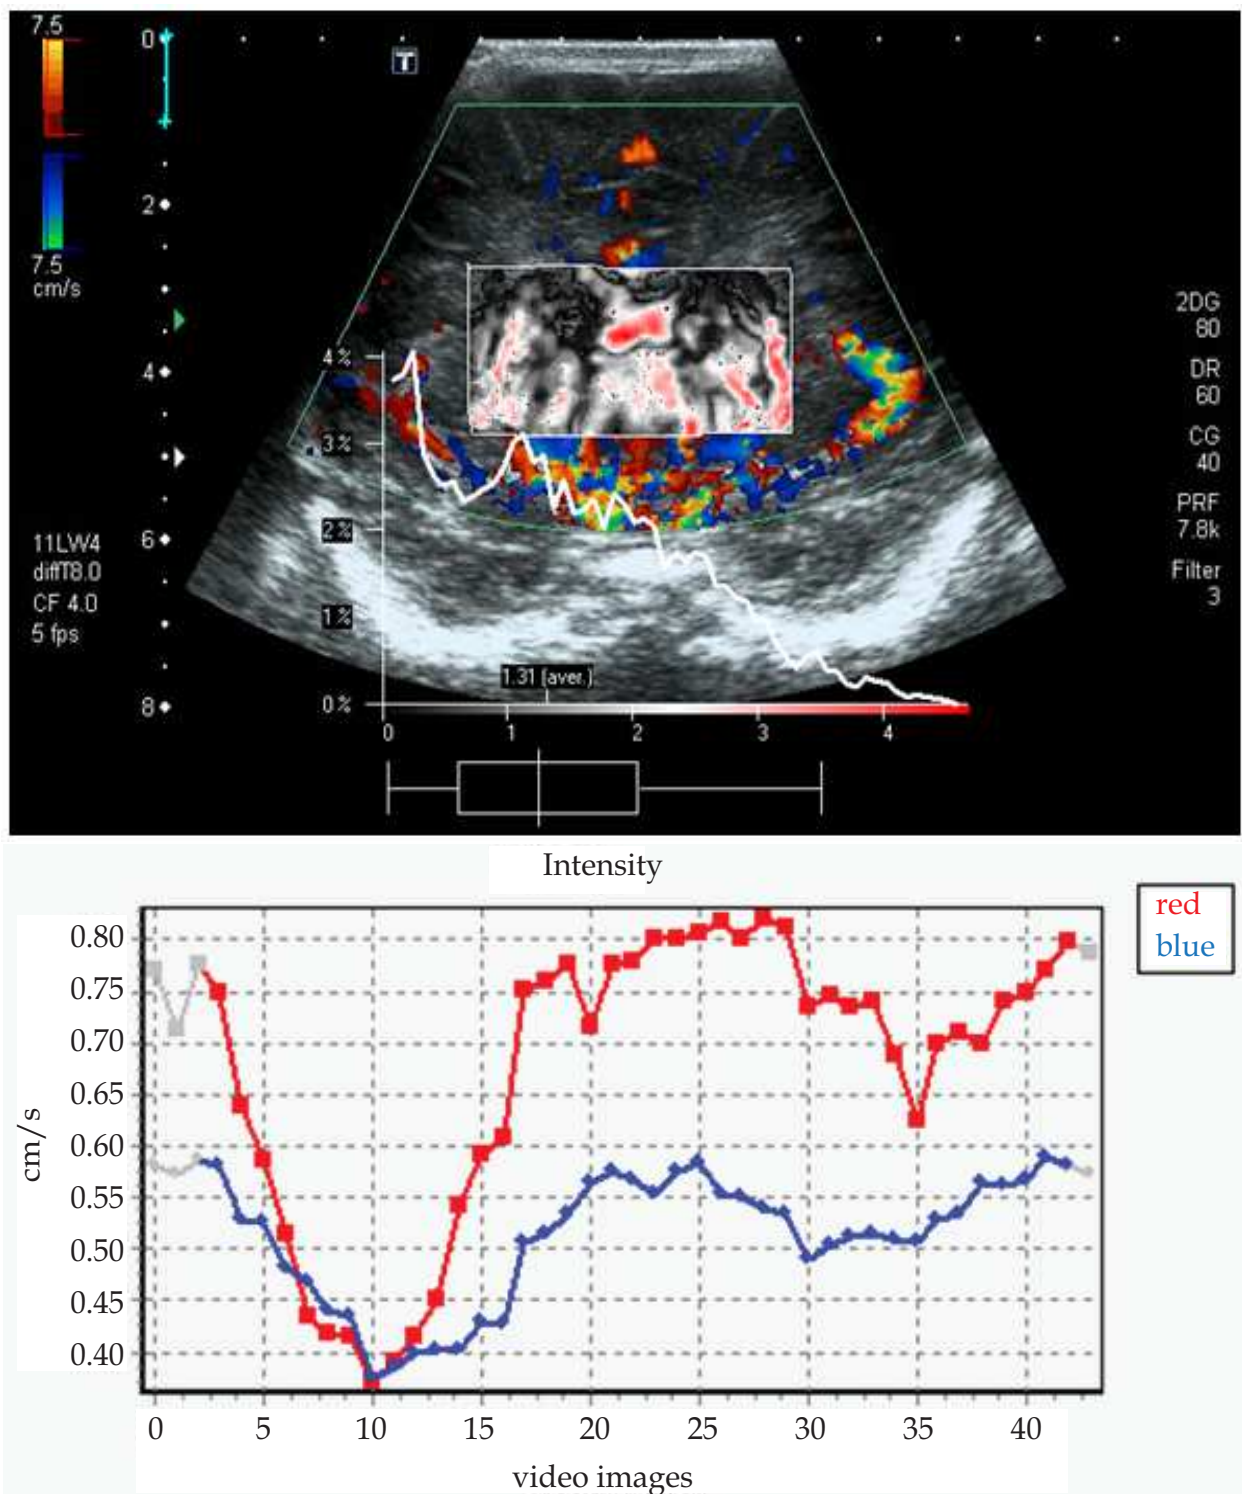 7.5
7.5
cm/s
T
0
2
4
6
8
11LW4
diffT8.0
CF 4.0
5 fps
2DG
80
DR
60
CG
40
PRF
7.8k
Filter
3
4%
3%
2%
1%
0%
1.31 (aver.)
0 1 2 3 4
Intensity
red
blue
0.80
0.75
0.70
0.65
0.60
0.55
0.50
0.45
0.40
cm/s
0 5 10 15 20 25 30 35 40
video images